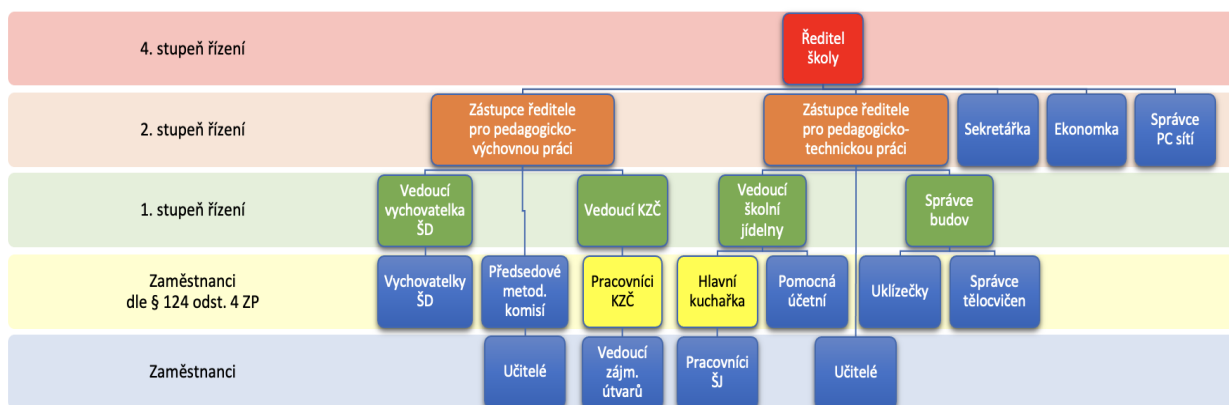 4. stupeň řízení
Ředitel
školy
2. stupeň řízení
Zástupce ředitele
pro pedagogicko-
výchovnou práci
Zástupce ředitele
pro pedagogicko-
technickou práci
Sekretářka
Ekonomka
Správce
PC sítí
1. stupeň řízení
Vedoucí
vychovatelka
ŠD
Vedoucí KZČ
Vedoucí
školní
jídelny
Správce
budov
Zaměstnanci
dle § 124 odst. 4 ZP
Vychovatelky
ŠD
Předsedové
metod.
komisí
Pracovníci
KZČ
Hlavní
kuchařka
Pomocná
účetní
Uklízečky
Správce
tělocvičen
Zaměstnanci
Učitelé
Vedoucí
zájm.
útvarů
Pracovníci
ŠJ
Učitelé